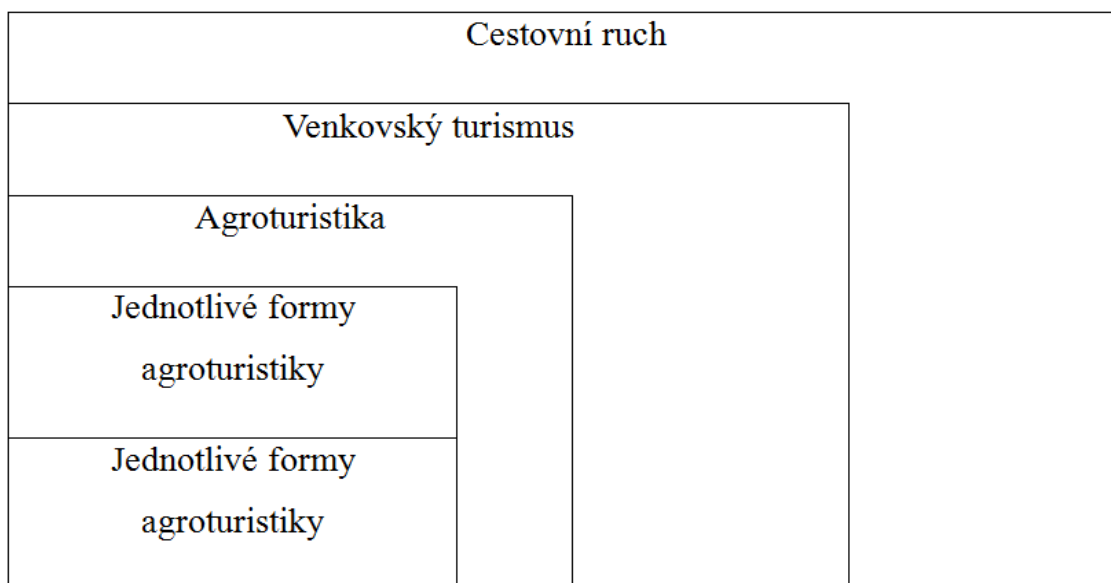 Cestovní ruch
Venkovský turismus
Agroturistika
Jednotlivé formy
agroturistiky
Jednotlivé formy
agroturistiky